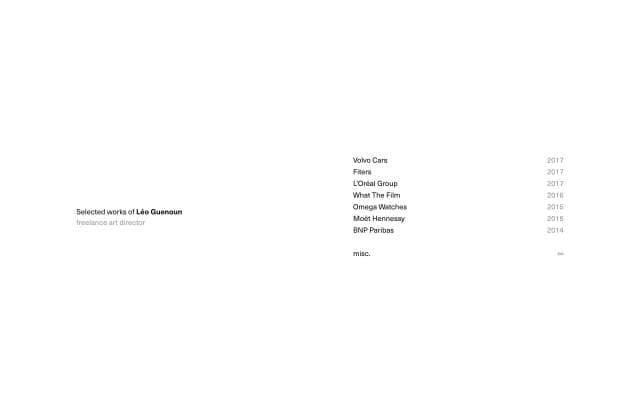 Selected works of Léo Guenoun
freelance art director
Volvo Cars 2017
Fiters 2017
L'Oréal Group 2017
What The Film 2016
Omega Watches 2015
Moët Hennessy 2015
BNP Paribas 2014
misc. ∞